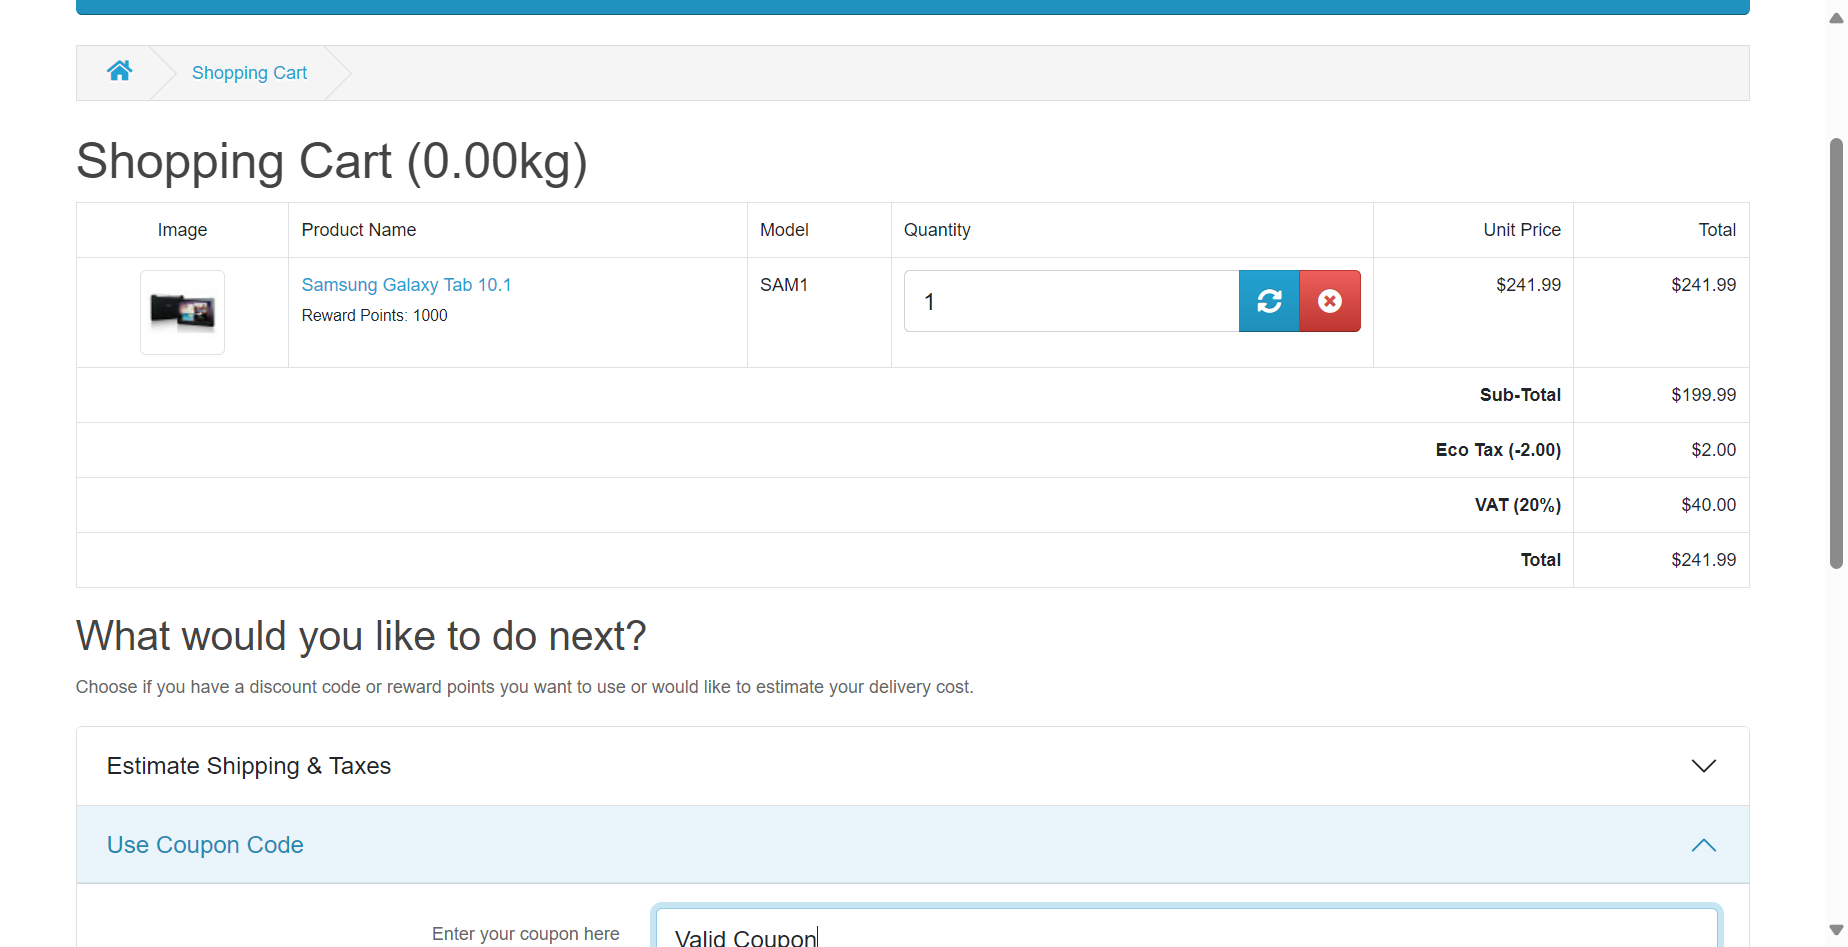 Shopping Cart
Shopping Cart (0.00kg)
Image Product Name Model Quantity Unit Price Total
Samsung Galaxy Tab 10.1 SAM1 1 $241.99 $241.99
Reward Points: 1000
Sub-Total $199.99
Eco Tax (-2.00) $2.00
VAT (20%) $40.00
Total $241.99
What would you like to do next?
Choose if you have a discount code or reward points you want to use or would like to estimate your delivery cost.
Estimate Shipping & Taxes
Use Coupon Code
Enter your coupon here Valid Coupon